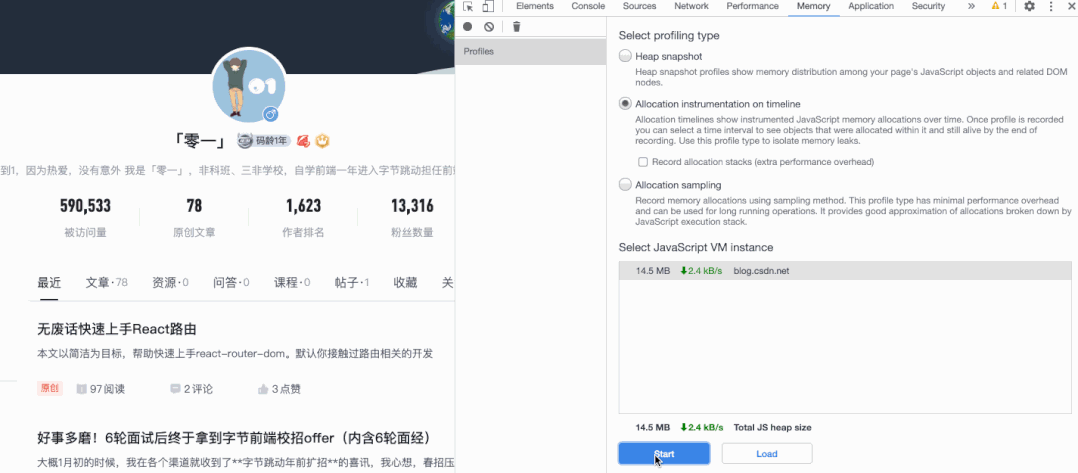 「零一」 码龄1年
到1，因为热爱，没有意外 我是「零一」，非科班、三非学校，自学前端一年进入字节跳动担任前
590,533 78 1,623 13,316
被访问量 原创文章 作者排名 粉丝数量
最近 文章·78 资源·0 问答·0 课程·0 帖子·1 收藏 关
无废话快速上手React路由
本文以简洁为目标，帮助快速上手react-router-dom。默认你接触过路由相关的开发
原创 97阅读 2评论 3点赞
好事多磨！6轮面试后终于拿到字节前端校招offer（内含6轮面经）
大概1月初的时候，我在各个渠道就收到了**字节跳动年前扩招**的喜讯，我心想，春招压
Elements Console Sources Network Performance Memory Application Security » 1
Profiles
Select profiling type
Heap snapshot
Heap snapshot profiles show memory distribution among your page's JavaScript objects and related DOM
nodes.
Allocation instrumentation on timeline
Allocation timelines show instrumented JavaScript memory allocations over time. Once profile is recorded
you can select a time interval to see objects that were allocated within it and still alive by the end of
recording. Use this profile type to isolate memory leaks.
Record allocation stacks (extra performance overhead)
Allocation sampling
Record memory allocations using sampling method. This profile type has minimal performance overhead
and can be used for long running operations. It provides good approximation of allocations broken down by
JavaScript execution stack.
Select JavaScript VM instance
14.5 MB 2.4 kB/s blog.csdn.net
14.5 MB 2.4 kB/s Total JS heap size
Start Load